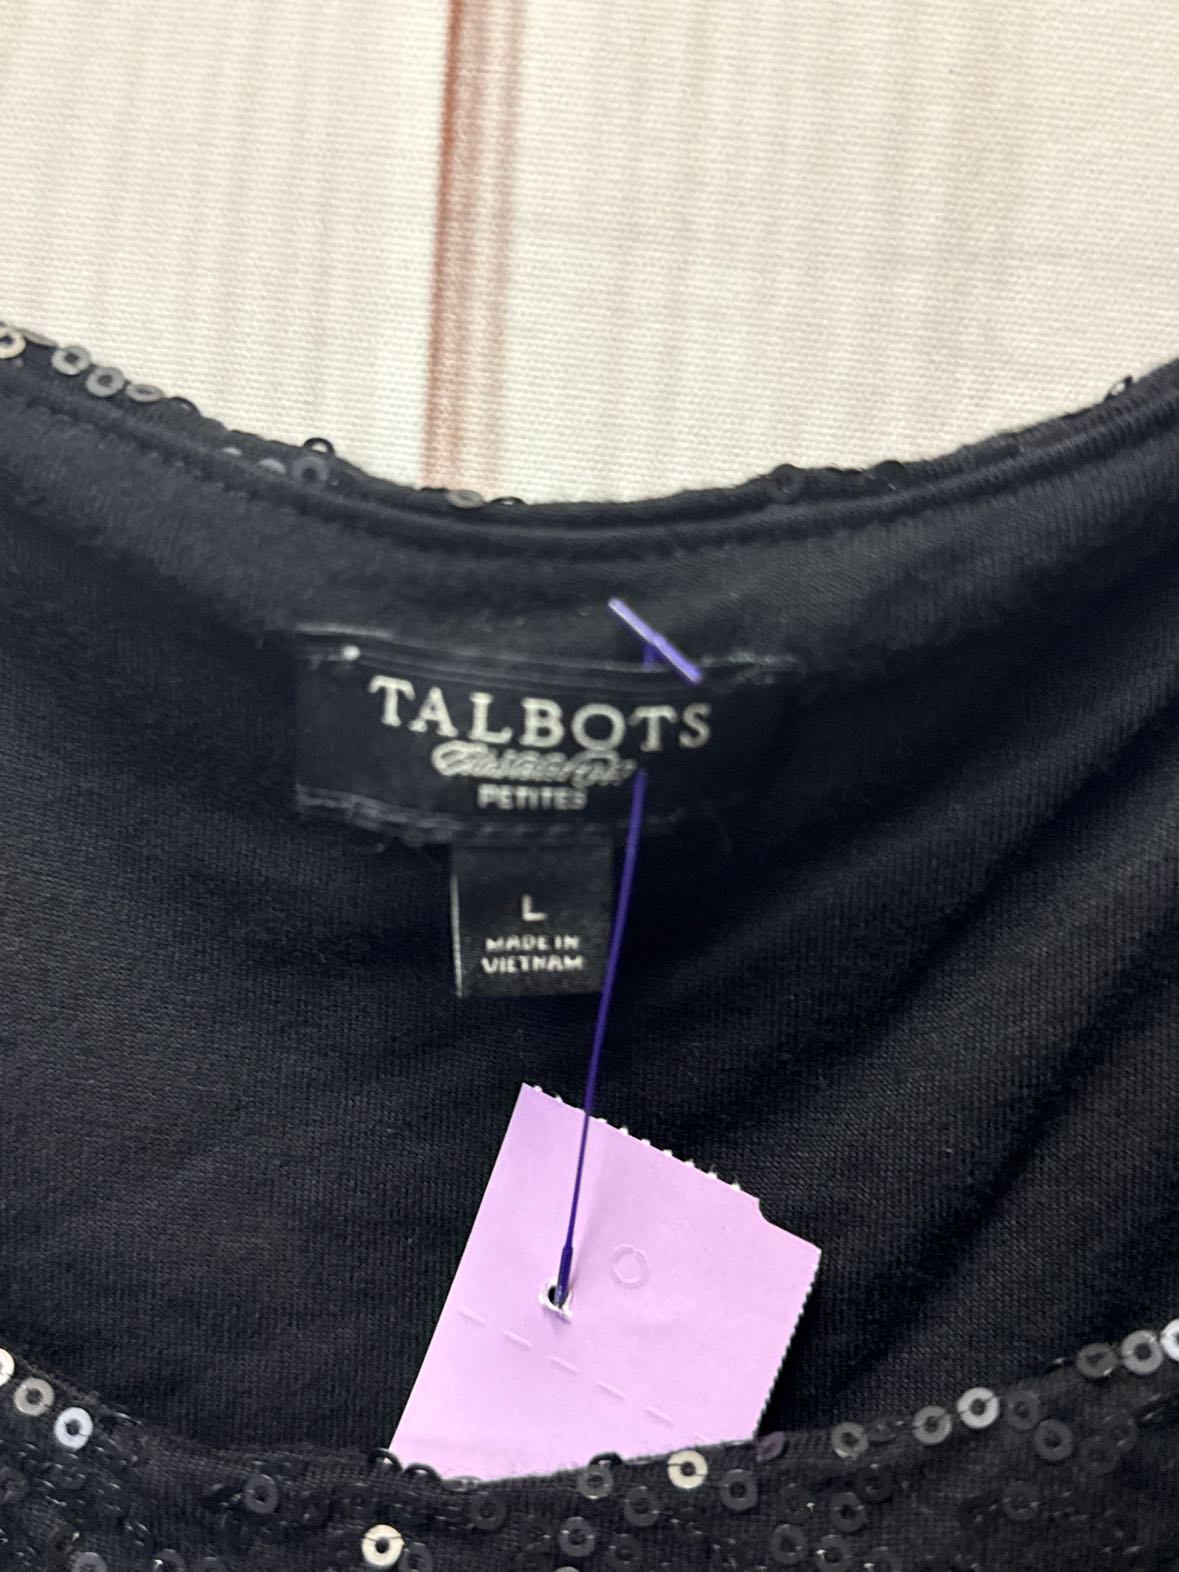 TALBOTS
PETITES
L
MADE IN
VIETNAM